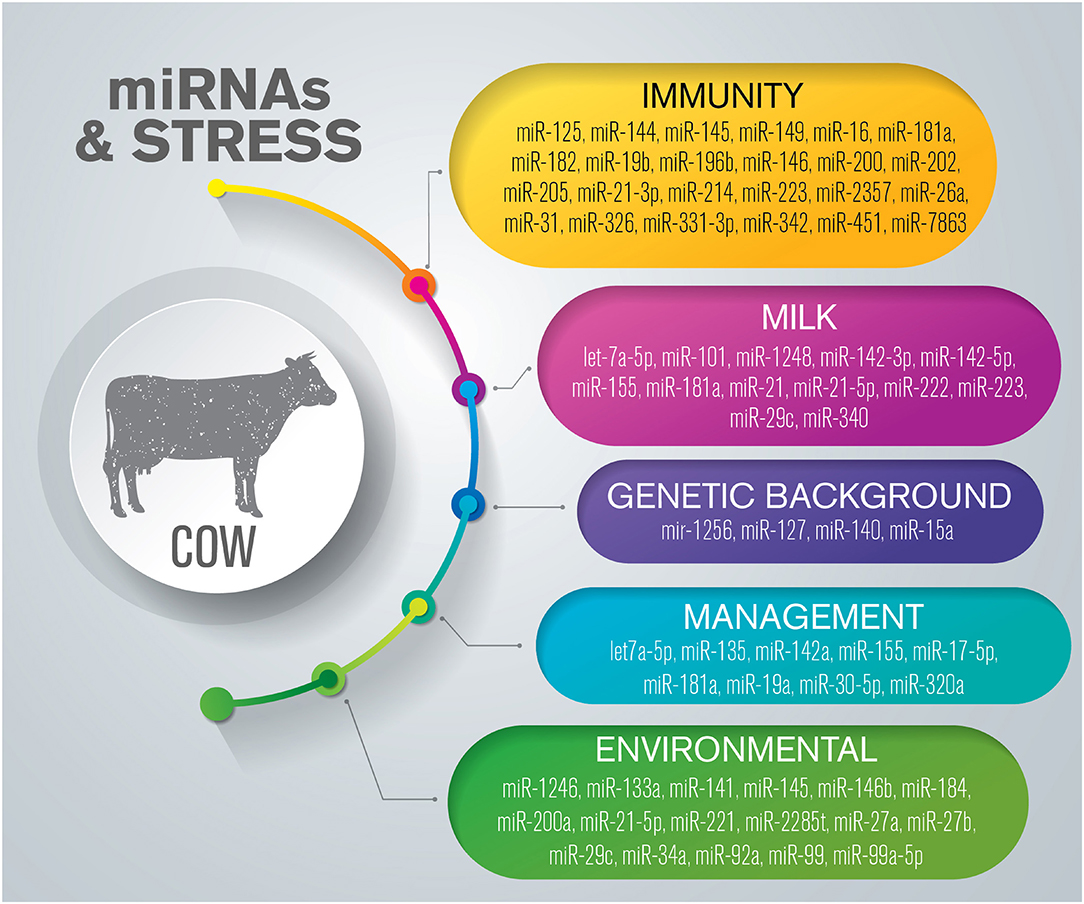 miRNAs
& STRESS
COW
IMMUNITY
miR-125, miR-144, miR-145, miR-149, miR-16, miR-181a,
miR-182, miR-19b, miR-196b, miR-146, miR-200, miR-202,
miR-205, miR-21-3p, miR-214, miR-223, miR-2357, miR-26a,
miR-31, miR-326, miR-331-3p, miR-342, miR-451, miR-7863
MILK
let-7a-5p, miR-101, miR-1248, miR-142-3p, miR-142-5p,
miR-155, miR-181a, miR-21, miR-21-5p, miR-222, miR-223,
miR-29c, miR-340
GENETIC BACKGROUND
mir-1256, miR-127, miR-140, miR-15a
MANAGEMENT
let7a-5p, miR-135, miR-142a, miR-155, miR-17-5p,
miR-181a, miR-19a, miR-30-5p, miR-320a
ENVIRONMENTAL
miR-1246, miR-133a, miR-141, miR-145, miR-146b, miR-184,
miR-200a, miR-21-5p, miR-221, miR-2285t, miR-27a, miR-27b,
miR-29c, miR-34a, miR-92a, miR-99, miR-99a-5p